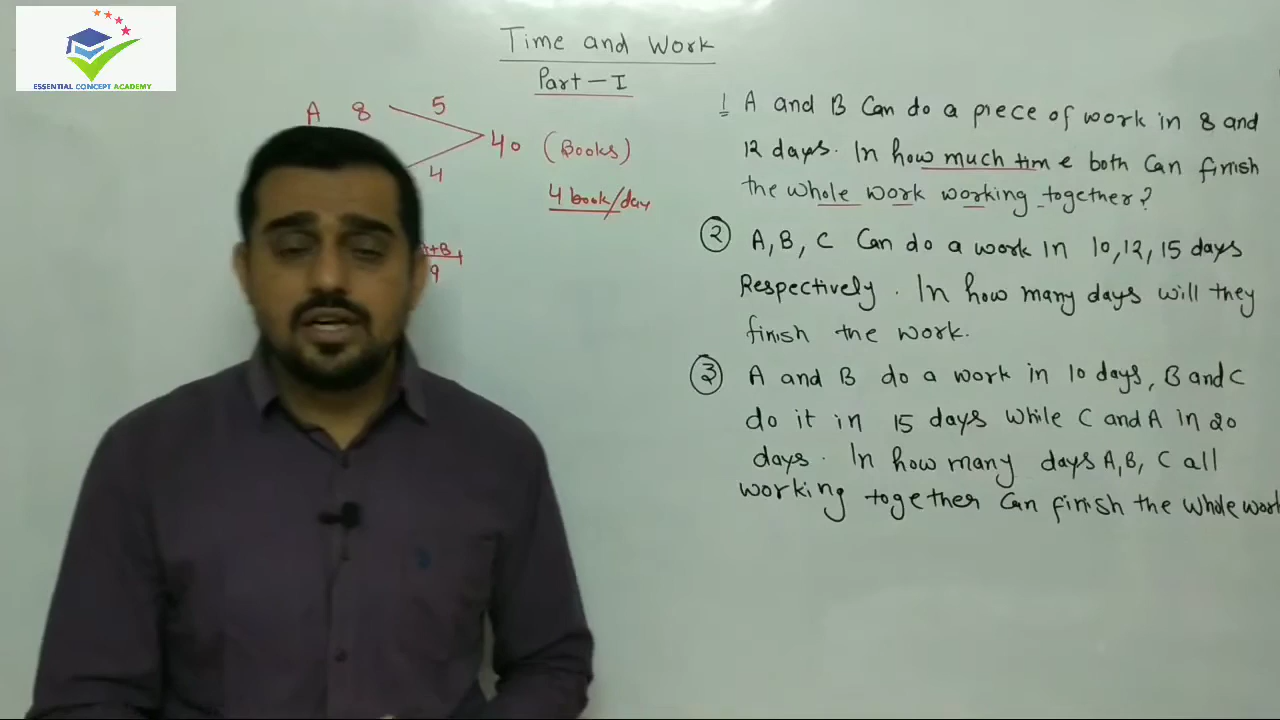 ESSENTIAL CONCEPT ACADEMY
Time and Work
Part - I
A 8 5
40 (Books)
4
4 book/day
A+B
9
1 A and B Can do a piece of work in 8 and
12 days. In how much time both Can finish
the whole work working together?
2 A, B, C Can do a work in 10, 12, 15 days
Respectively. In how many days will they
finish the work.
3 A and B do a work in 10 days, B and C
do it in 15 days while C and A in 20
days. In how many days A, B, C all
working together Can finish the whole work